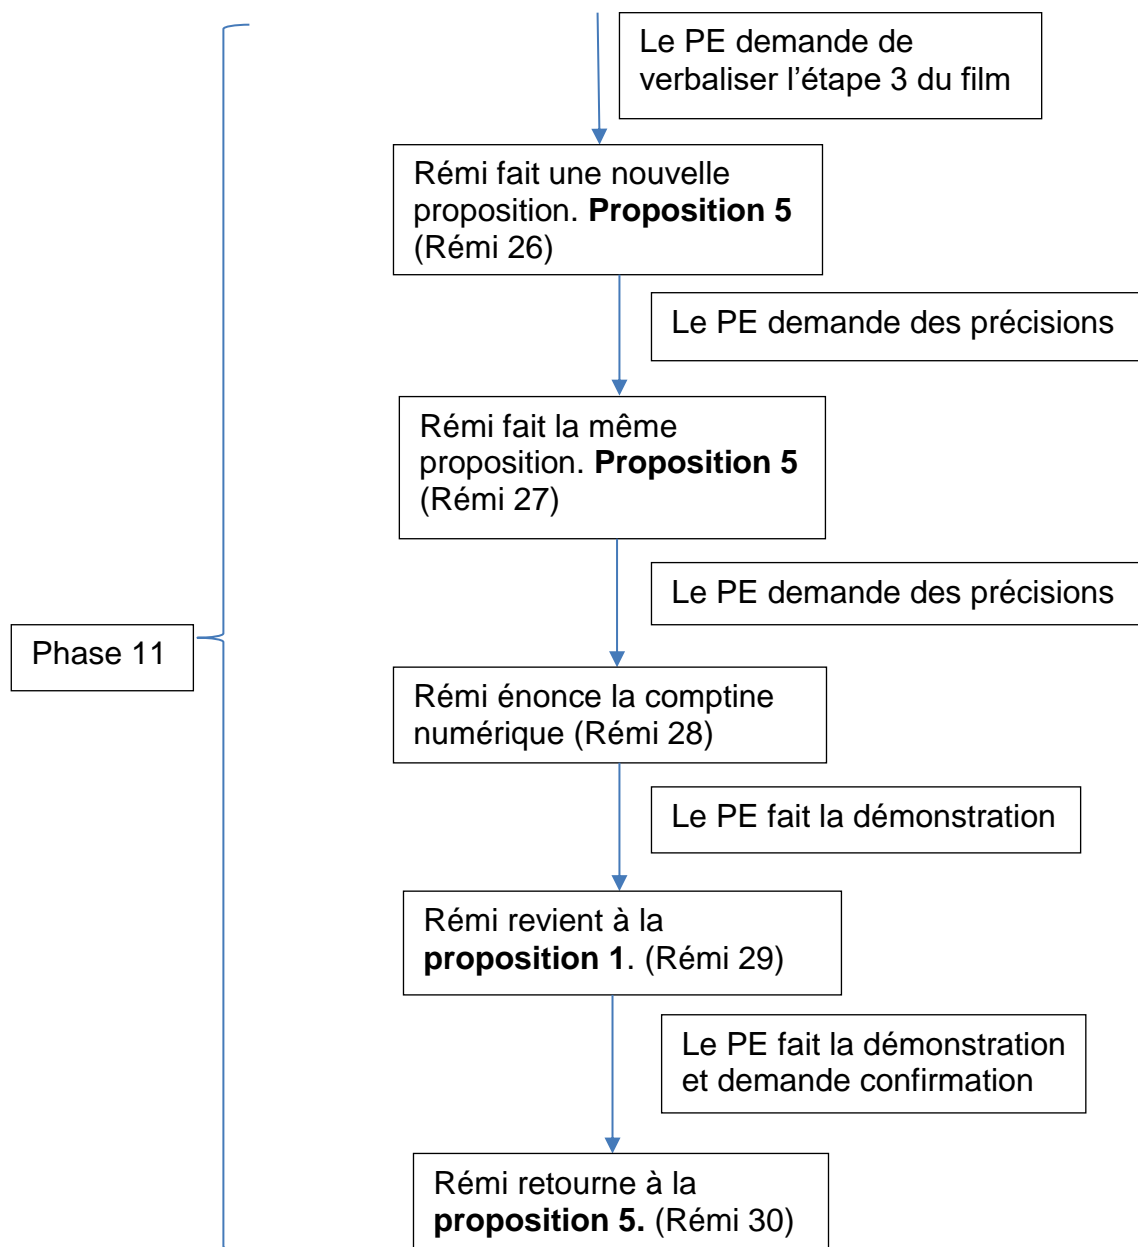 Le PE demande de
verbaliser l’étape 3 du film
Rémi fait une nouvelle
proposition. Proposition 5
(Rémi 26)
Le PE demande des précisions
Rémi fait la même
proposition. Proposition 5
(Rémi 27)
Le PE demande des précisions
Phase 11
Rémi énonce la comptine
numérique (Rémi 28)
Le PE fait la démonstration
Rémi revient à la
proposition 1. (Rémi 29)
Le PE fait la démonstration
et demande confirmation
Rémi retourne à la
proposition 5. (Rémi 30)